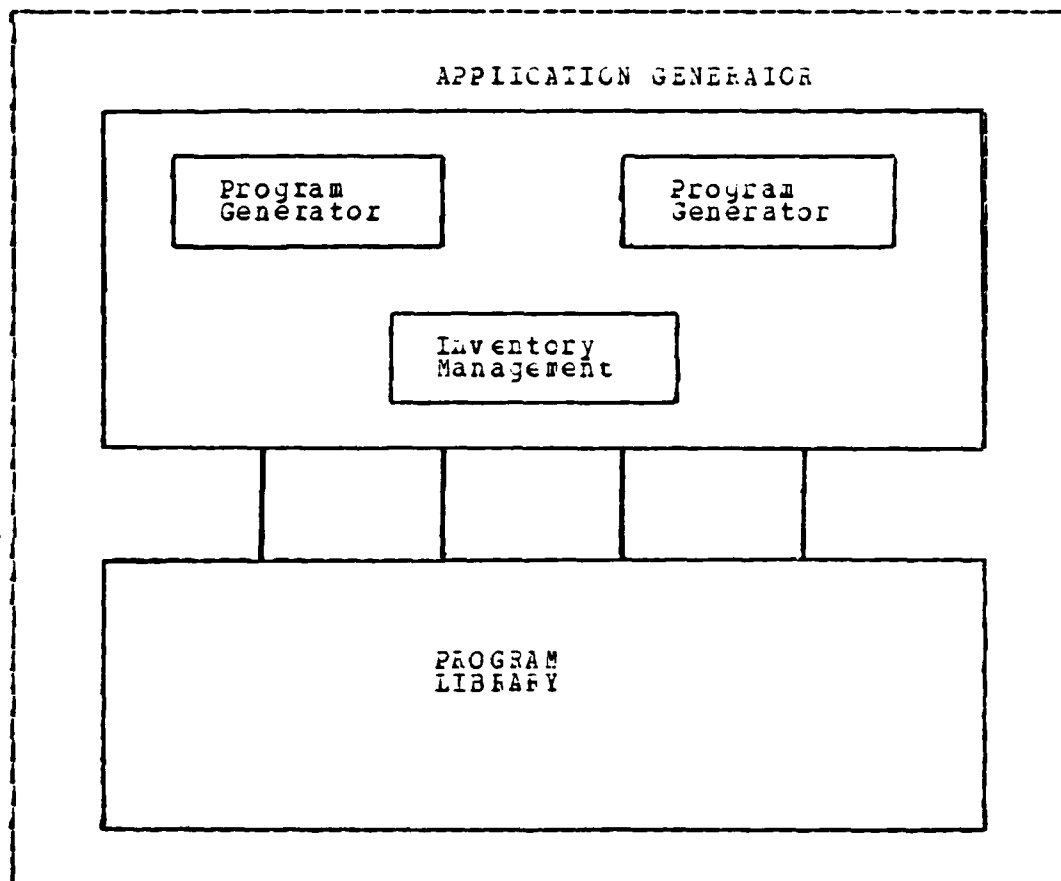 APPLICATION GENERATOR
Program
Generator
Program
Generator
Inventory
Management
PROGRAM
LIBRARY